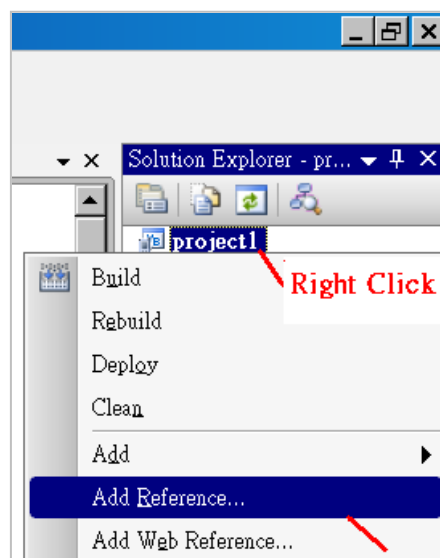 Solution Explorer - pr...
project1
Right Click
Build
Rebuild
Deploy
Clean
Add
Add Reference...
Add Web Reference...